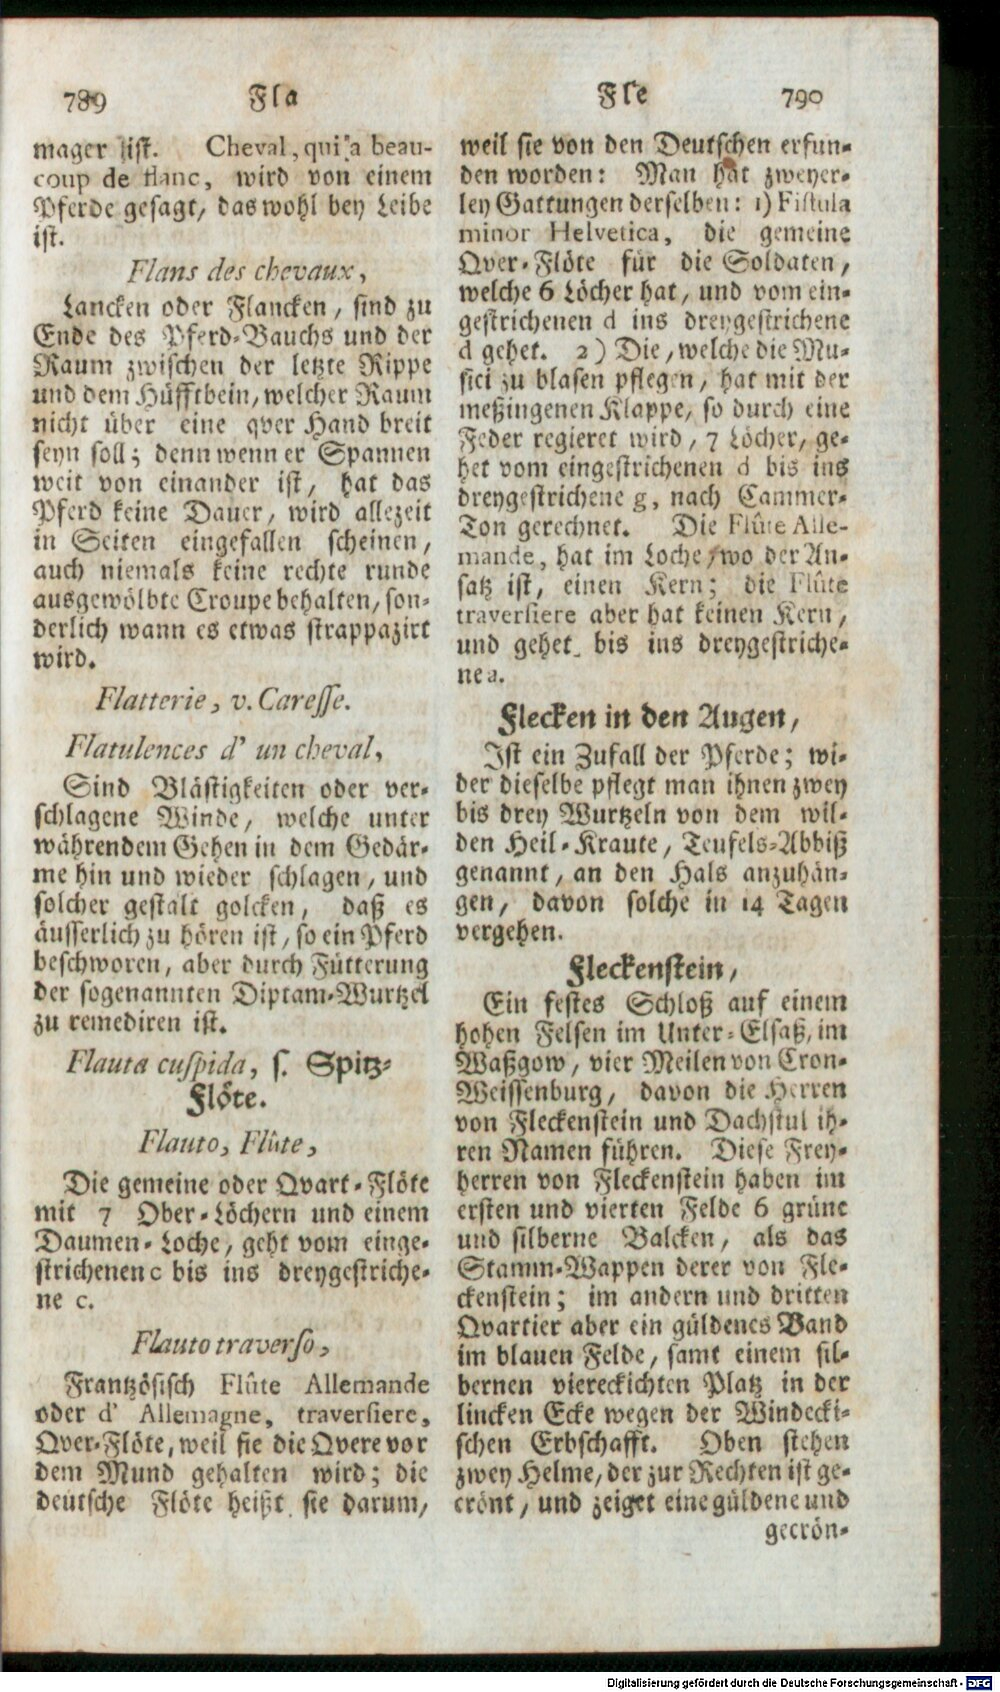 789 Fla
mager ist. Cheval, qui a beau-
coup de flanc, wird von einem
Pferde gesagt, das wohl bey Leibe
ist.
Flans des chevaux,
Lancken oder Flancken, sind zu
Ende des Pferd-Bauchs und der
Raum zwischen der letzte Rippe
und dem Hüfftbein, welcher Raum
nicht über eine qver Hand breit
seyn soll; denn wenn er Spannen
weit von einander ist, hat das
Pferd keine Dauer, wird allezeit
in Seiten eingefallen scheinen,
auch niemals keine rechte runde
ausgewölbte Croupe behalten, son-
derlich wann es etwas strappazirt
wird.
Flatterie, v. Caresse.
Flatulences d' un cheval,
Sind Blästigkeiten oder ver-
schlagene Winde, welche unter
währendem Gehen in dem Gedär-
me hin und wieder schlagen, und
solcher gestalt golcken, daß es
äusserlich zu hören ist, so ein Pferd
beschworen, aber durch Fütterung
der sogenannten Diptam-Wurtzel
zu remediren ist.
Flauta cuspida, s. Spitz-
Flöte.
Flauto, Flûte,
Die gemeine oder Qvart-Flöte
mit 7 Ober-Löchern und einem
Daumen-Loche, geht vom einge-
strichenen c bis ins dreygestriche-
ne c.
Flauto traverso,
Frantzösisch Flûte Allemande
oder d' Allemagne, traversiere,
Qver-Flöte, weil sie die Qvere vor
dem Mund gehalten wird; die
deutsche Flöte heißt sie darum,
Fle 790
weil sie von den Deutschen erfun-
den worden: Man hat zweyer-
ley Gattungen derselben: 1) Fistula
minor Helvetica, die gemeine
Qver-Flöte für die Soldaten,
welche 6 Löcher hat, und vom ein-
gestrichenen d ins dreygestrichene
d gehet. 2) Die, welche die Mu-
sici zu blasen pflegen, hat mit der
meßingenen Klappe, so durch eine
Feder regieret wird, 7 Löcher, ge-
het vom eingestrichenen d bis ins
dreygestrichene g, nach Cammer-
Ton gerechnet. Die Flûte Alle-
mande, hat im Loche, wo der An-
satz ist, einen Kern; die Flûte
traversiere aber hat keinen Kern,
und gehet bis ins dreygestriche-
ne a.
Flecken in den Augen,
Ist ein Zufall der Pferde; wi-
der dieselbe pflegt man ihnen zwey
bis drey Wurtzeln von dem wil-
den Heil-Kraute, Teufels-Abbiß
genannt, an den Hals anzuhän-
gen, davon solche in 14 Tagen
vergehen.
Fleckenstein,
Ein festes Schloß auf einem
hohen Felsen im Unter-Elsaß, im
Waßgow, vier Meilen von Cron-
Weissenburg, davon die Herren
von Fleckenstein und Dachstul ih-
ren Namen führen. Diese Frey-
herren von Fleckenstein haben im
ersten und vierten Felde 6 grüne
und silberne Balcken, als das
Stamm-Wappen derer von Fle-
ckenstein; im andern und dritten
Qvartier aber ein güldenes Band
im blauen Felde, samt einem sil-
bernen viereckichten Platz in der
lincken Ecke wegen der Windecki-
schen Erbschafft. Oben stehen
zwey Helme, der zur Rechten ist ge-
crönt, und zeiget eine güldene und
gecrön-
Digitalisierung gefördert durch die Deutsche Forschungsgemeinschaft - DFG